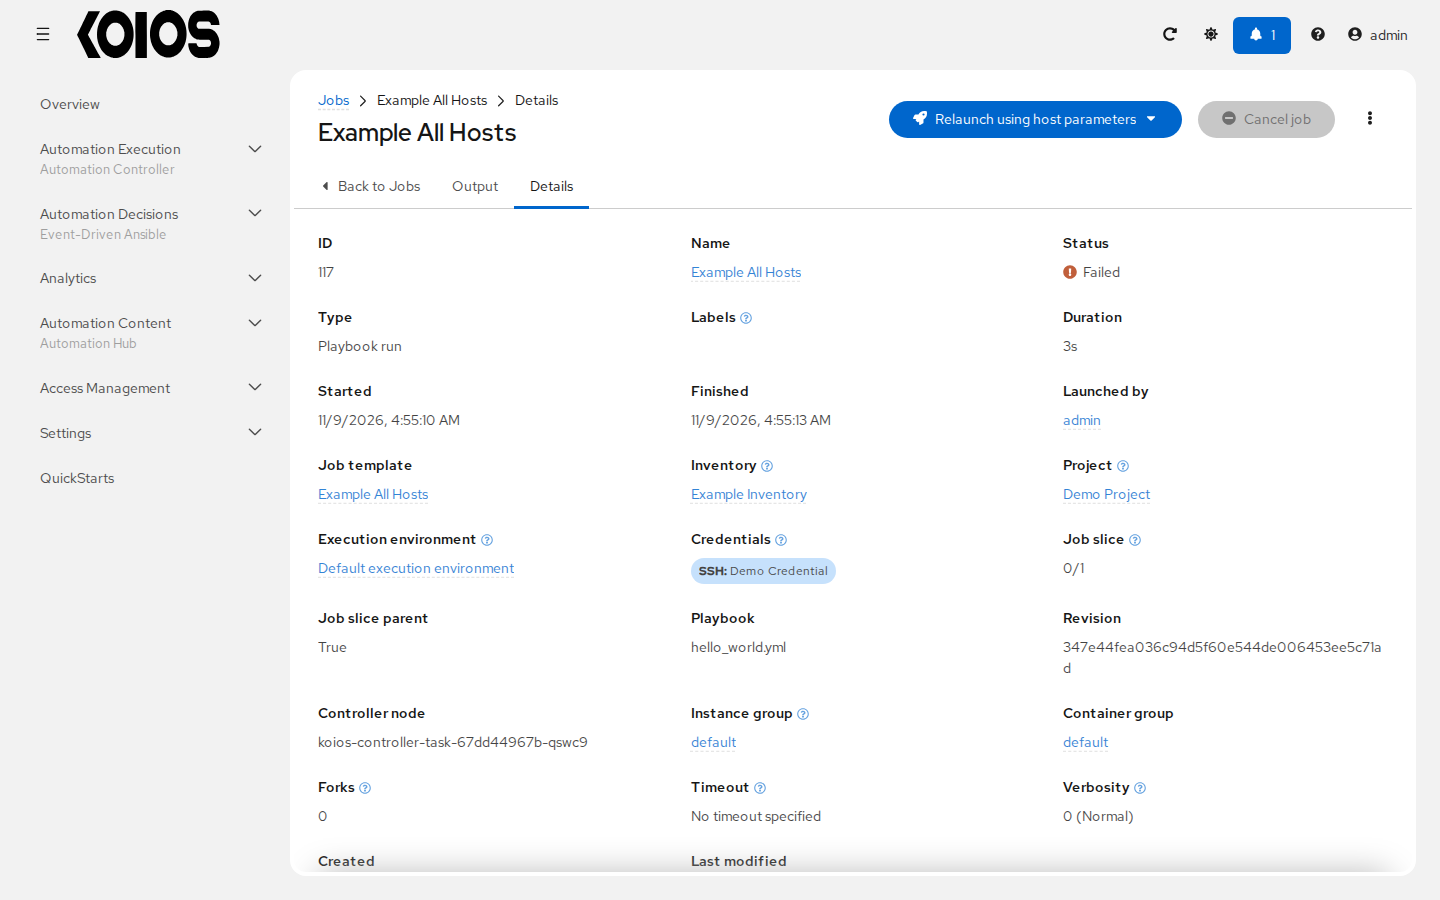 KOIOS
1
admin
Overview
Automation Execution
Automation Controller
Automation Decisions
Event-Driven Ansible
Analytics
Automation Content
Automation Hub
Access Management
Settings
QuickStarts
Jobs > Example All Hosts > Details
Example All Hosts
Relaunch using host parameters
Cancel job
Back to Jobs
Output
Details
ID
117
Name
Example All Hosts
Status
Failed
Type
Playbook run
Labels
Duration
3s
Started
11/9/2026, 4:55:10 AM
Finished
11/9/2026, 4:55:13 AM
Launched by
admin
Job template
Example All Hosts
Inventory
Example Inventory
Project
Demo Project
Execution environment
Default execution environment
Credentials
SSH: Demo Credential
Job slice
0/1
Job slice parent
True
Playbook
hello_world.yml
Revision
347e44fea036c94d5f60e544de006453ee5c71a
d
Controller node
koios-controller-task-67dd44967b-qswc9
Instance group
default
Container group
default
Forks
0
Timeout
No timeout specified
Verbosity
0 (Normal)
Created
Last modified